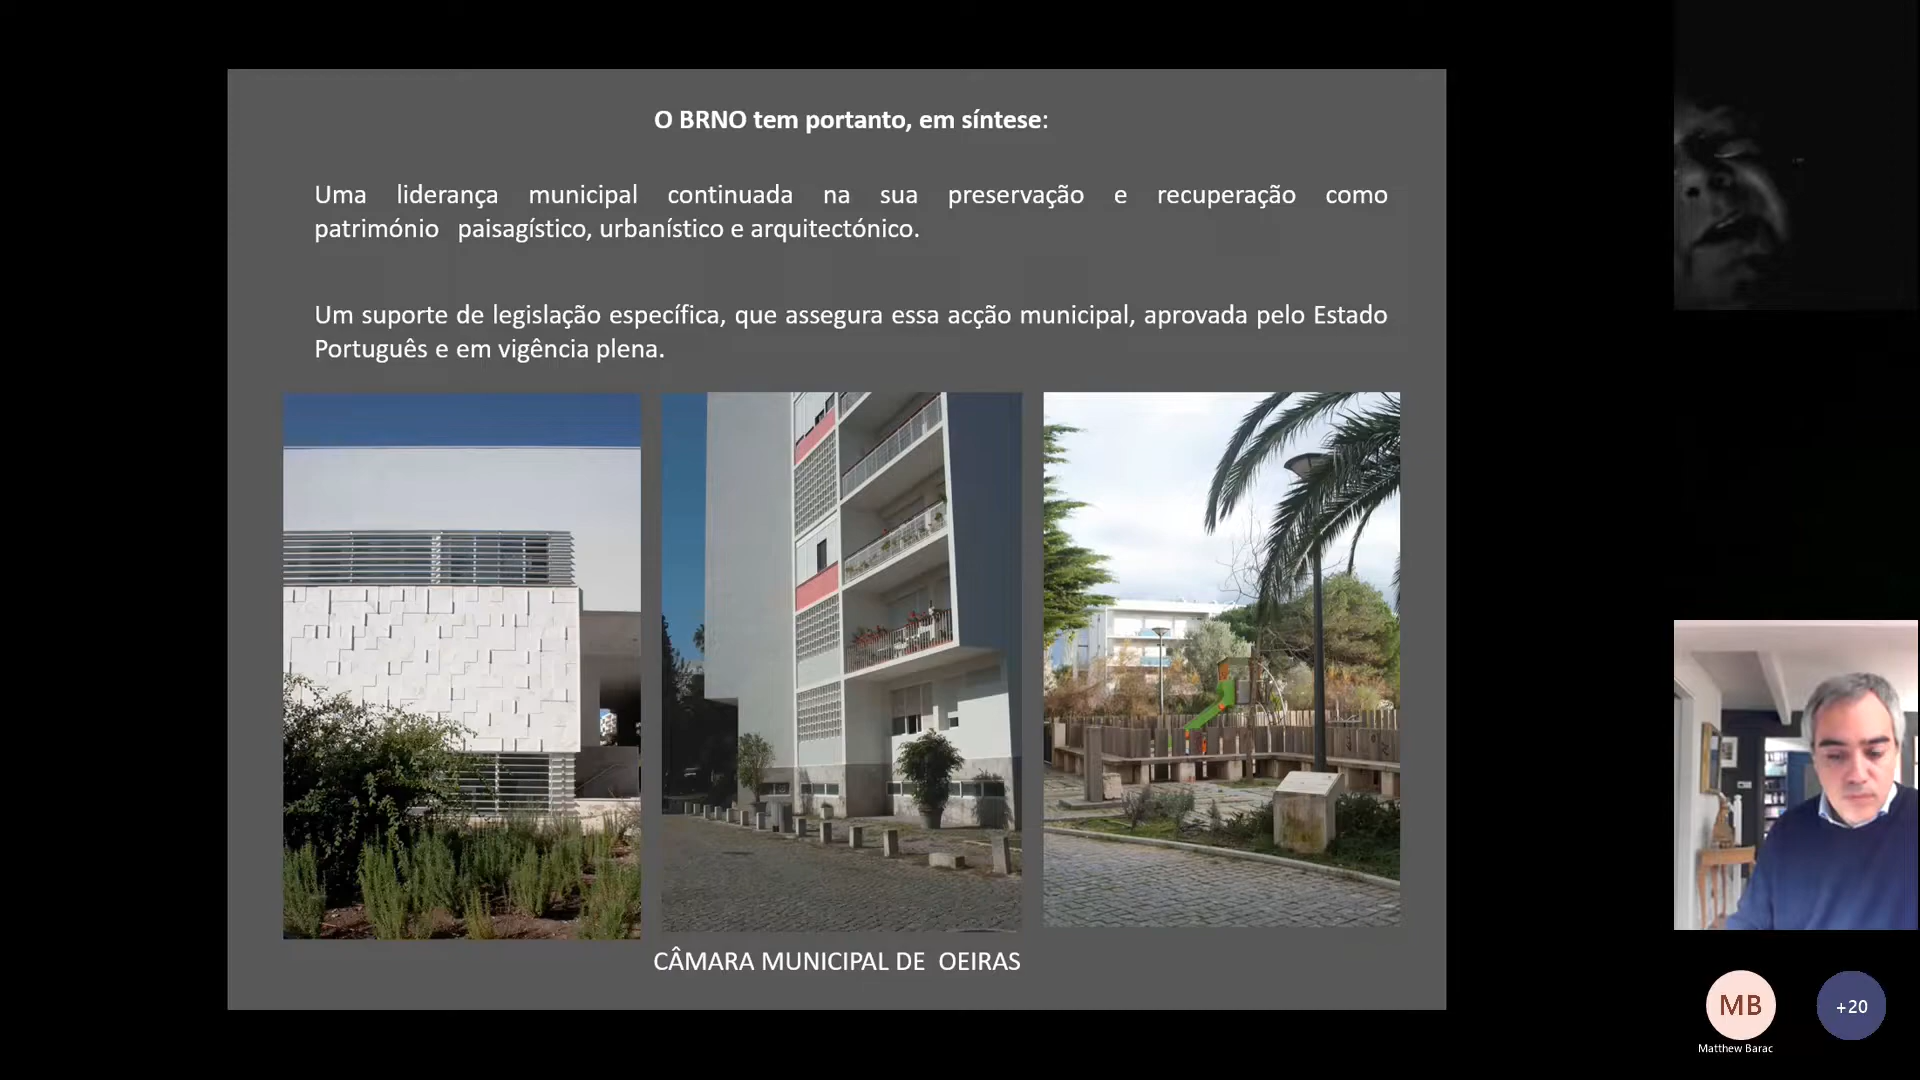 O BRNO tem portanto, em síntese:
Uma liderança municipal continuada na sua preservação e recuperação como
património paisagístico, urbanístico e arquitectónico.
Um suporte de legislação específica, que assegura essa acção municipal, aprovada pelo Estado
Português e em vigência plena.
CÂMARA MUNICIPAL DE OEIRAS
MB
+20
Matthew Barac